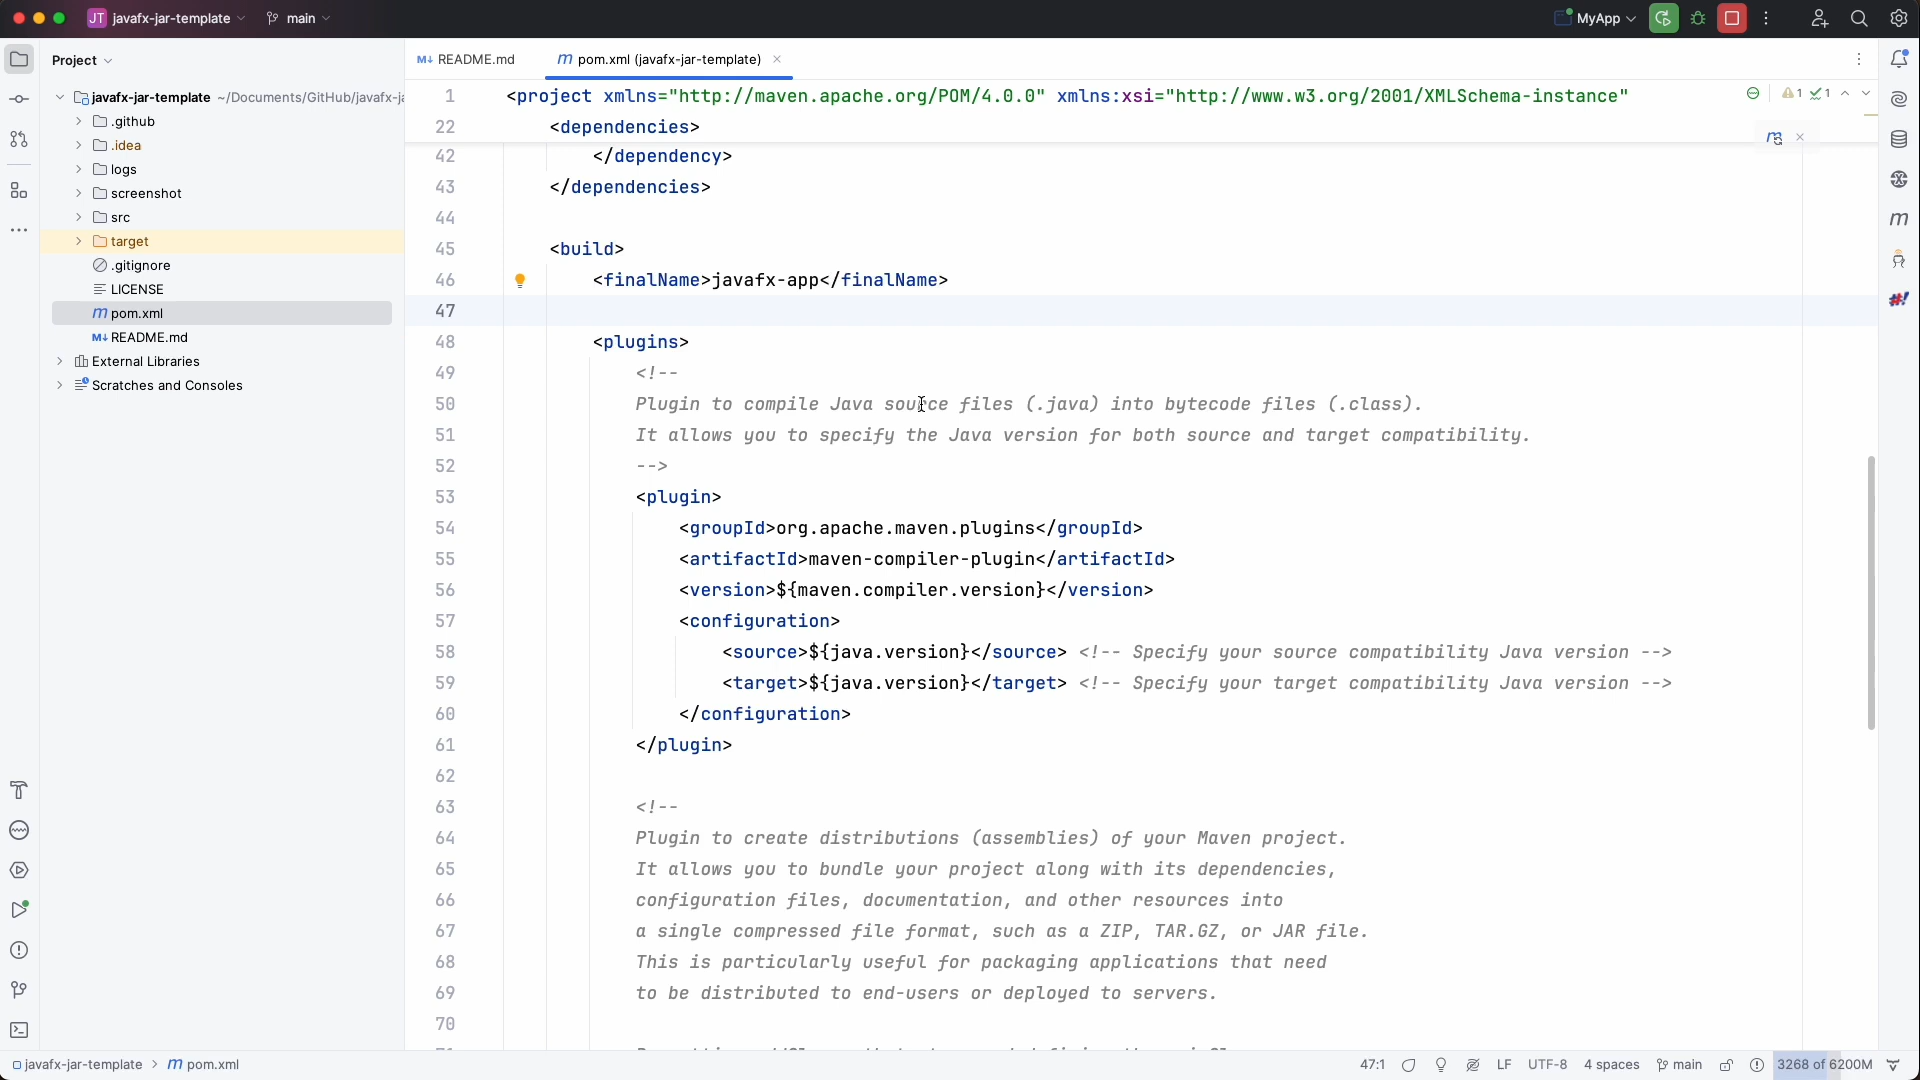 JT javafx-jar-template main MyApp
Project
README.md
pom.xml (javafx-jar-template)
javafx-jar-template ~/Documents/GitHub/javafx-ja
.github
.idea
logs
screenshot
src
target
.gitignore
LICENSE
m pom.xml
M↓ README.md
External Libraries
Scratches and Consoles
1 <project xmlns="http://maven.apache.org/POM/4.0.0" xmlns:xsi="http://www.w3.org/2001/XMLSchema-instance" 1 1
22 <dependencies>
42 </dependency>
43 </dependencies>
44
45 <build>
46 <finalName>javafx-app</finalName>
47
48 <plugins>
49 <!--
50 Plugin to compile Java source files (.java) into bytecode files (.class).
51 It allows you to specify the Java version for both source and target compatibility.
52 -->
53 <plugin>
54 <groupId>org.apache.maven.plugins</groupId>
55 <artifactId>maven-compiler-plugin</artifactId>
56 <version>${maven.compiler.version}</version>
57 <configuration>
58 <source>${java.version}</source> <!-- Specify your source compatibility Java version -->
59 <target>${java.version}</target> <!-- Specify your target compatibility Java version -->
60 </configuration>
61 </plugin>
62
63 <!--
64 Plugin to create distributions (assemblies) of your Maven project.
65 It allows you to bundle your project along with its dependencies,
66 configuration files, documentation, and other resources into
67 a single compressed file format, such as a ZIP, TAR.GZ, or JAR file.
68 This is particularly useful for packaging applications that need
69 to be distributed to end-users or deployed to servers.
70
javafx-jar-template > m pom.xml 47:1 LF UTF-8 4 spaces main 3268 of 6200M